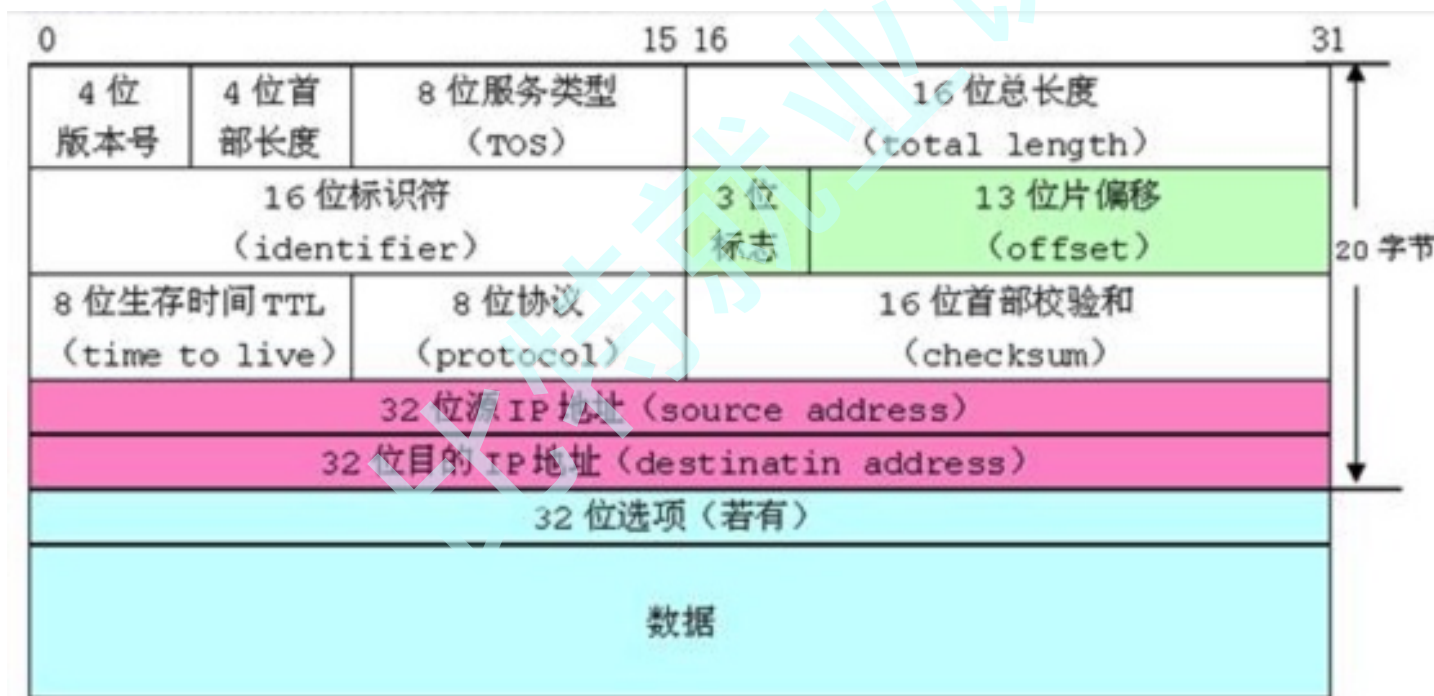 0 15 16 31
4 位 4 位首 8 位服务类型 16 位总长度
版本号 部长度 （TOS） （total length）
16 位标识符 3 位 13 位片偏移
（identifier） 标志 （offset）
20 字节
8 位生存时间 TTL 8 位协议 16 位首部校验和
（time to live） （protocol） （checksum）
32 位源 IP 地址（source address）
32 位目的 IP 地址（destinatin address）
32 位选项（若有）
数据
比特就业